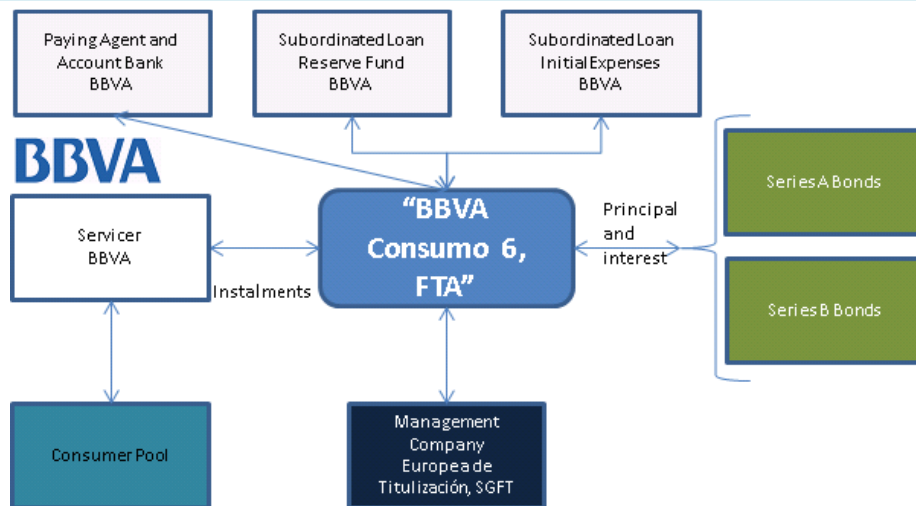 Paying Agent and
Account Bank
BBVA
Subordinated Loan
Reserve Fund
BBVA
Subordinated Loan
Initial Expenses
BBVA
BBVA
Servicer
BBVA
Instalments
“BBVA
Consumo 6,
FTA”
Principal
and
interest
Series A Bonds
Series B Bonds
Consumer Pool
Management
Company
Europea de
Titulización, SGFT